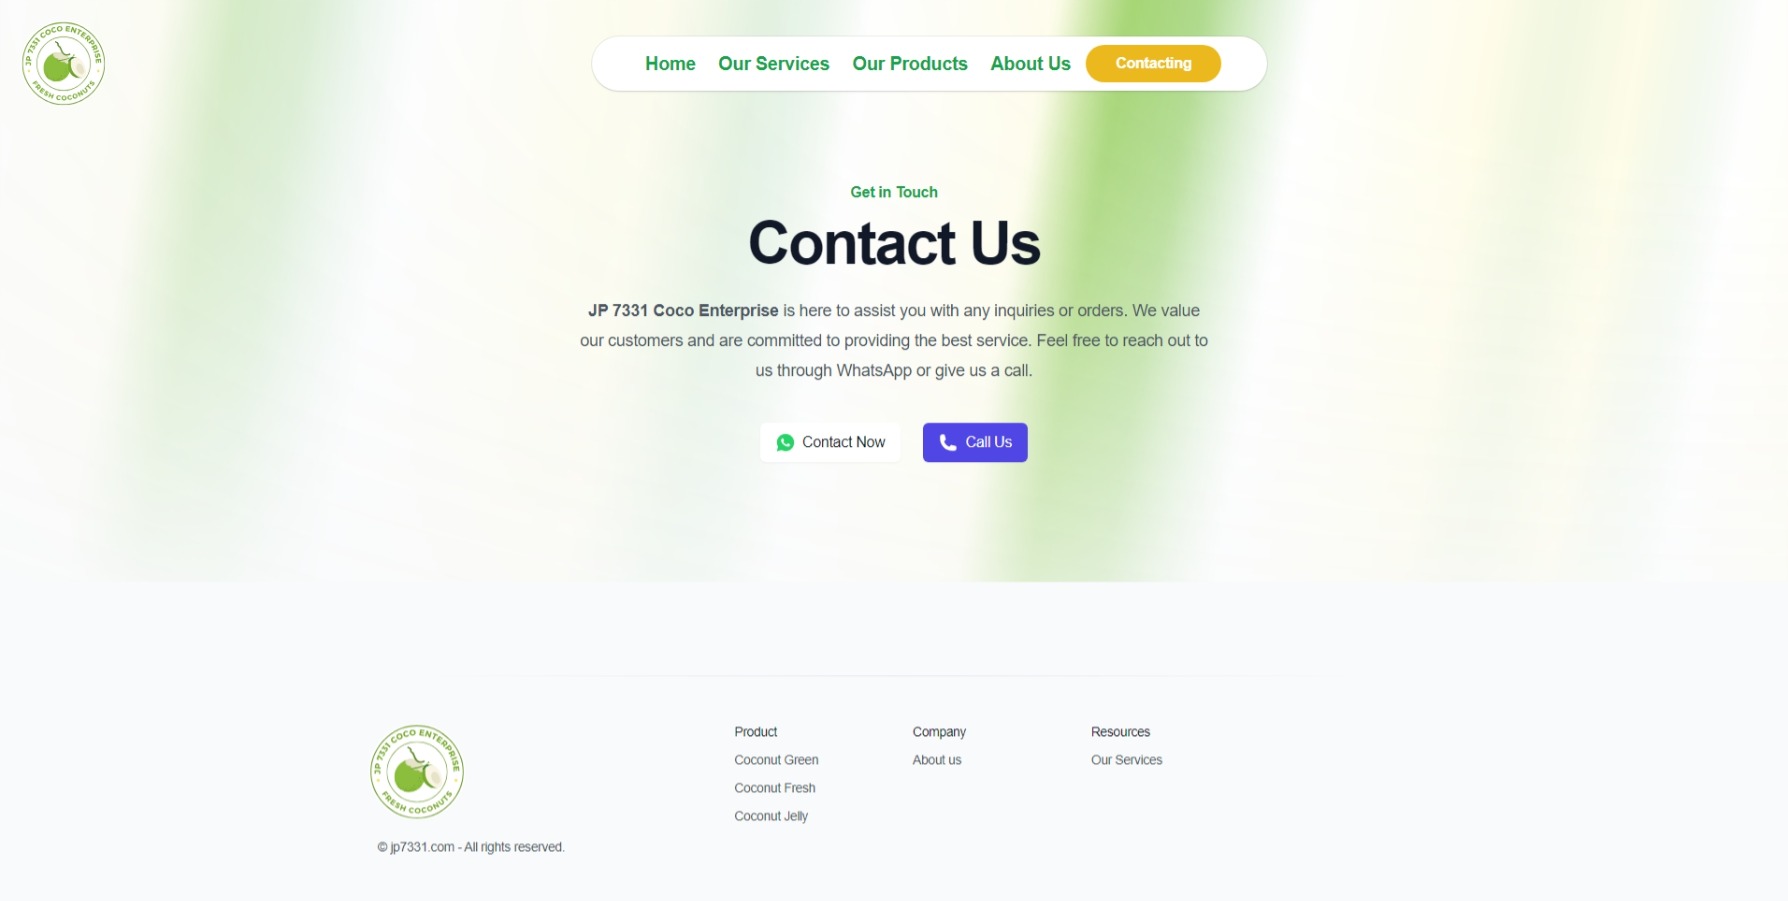 JP 7331 COCO ENTERPRISE
FRESH COCONUTS
Home Our Services Our Products About Us Contacting
Get in Touch
Contact Us
JP 7331 Coco Enterprise is here to assist you with any inquiries or orders. We value
our customers and are committed to providing the best service. Feel free to reach out to
us through WhatsApp or give us a call.
Contact Now Call Us
JP 7331 COCO ENTERPRISE
FRESH COCONUTS
© jp7331.com - All rights reserved.
Product
Coconut Green
Coconut Fresh
Coconut Jelly
Company
About us
Resources
Our Services